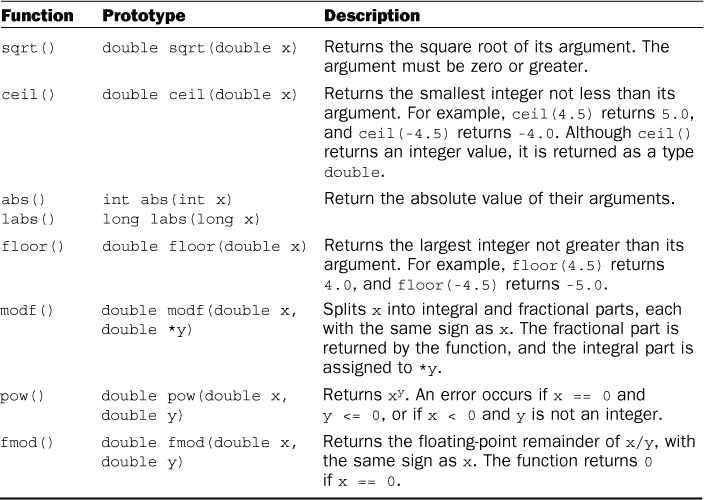 Function Prototype Description
sqrt() double sqrt(double x) Returns the square root of its argument. The
argument must be zero or greater.
ceil() double ceil(double x) Returns the smallest integer not less than its
argument. For example, ceil(4.5) returns 5.0,
and ceil(-4.5) returns -4.0. Although ceil()
returns an integer value, it is returned as a type
double.
abs() int abs(int x) Return the absolute value of their arguments.
labs() long labs(long x)
floor() double floor(double x) Returns the largest integer not greater than its
argument. For example, floor(4.5) returns
4.0, and floor(-4.5) returns -5.0.
modf() double modf(double x, Splits x into integral and fractional parts, each
double *y) with the same sign as x. The fractional part is
returned by the function, and the integral part is
assigned to *y.
pow() double pow(double x, Returns xʸ. An error occurs if x == 0 and
double y) y <= 0, or if x < 0 and y is not an integer.
fmod() double fmod(double x, Returns the floating-point remainder of x/y, with
double y) the same sign as x. The function returns 0
if x == 0.